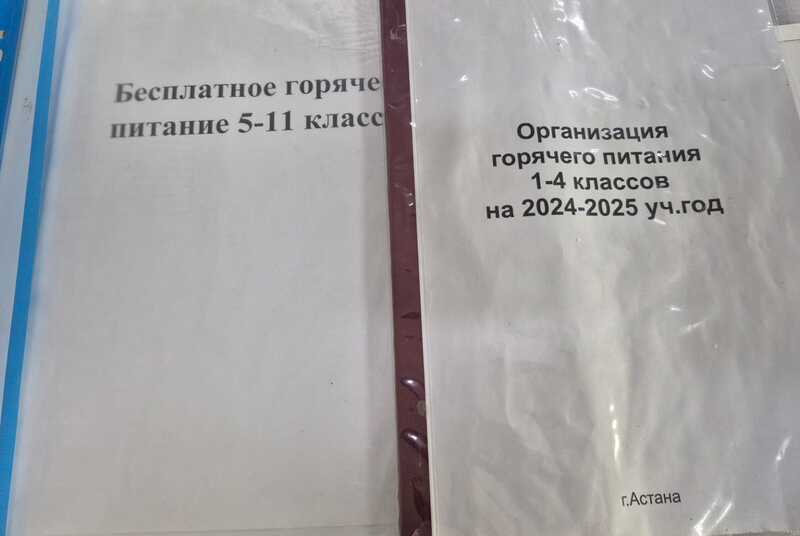 Бесплатное горяче
питание 5-11 класс
Организация
горячего питания
1-4 классов
на 2024-2025 уч.год
г.Астана